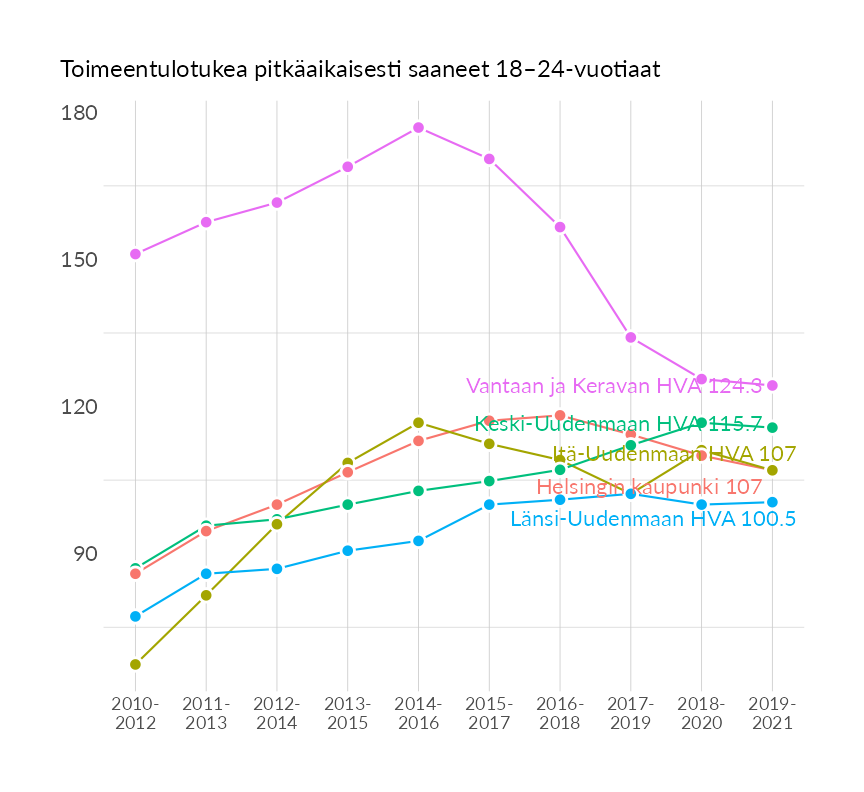 Toimeentulotukea pitkäaikaisesti saaneet 18–24-vuotiaat
180
150
120
90
Vantaan ja Keravan HVA 124.3
Keski-Uudenmaan HVA 115.7
Itä-Uudenmaan HVA 107
Helsingin kaupunki 107
Länsi-Uudenmaan HVA 100.5
2010-2012
2011-2013
2012-2014
2013-2015
2014-2016
2015-2017
2016-2018
2017-2019
2018-2020
2019-2021